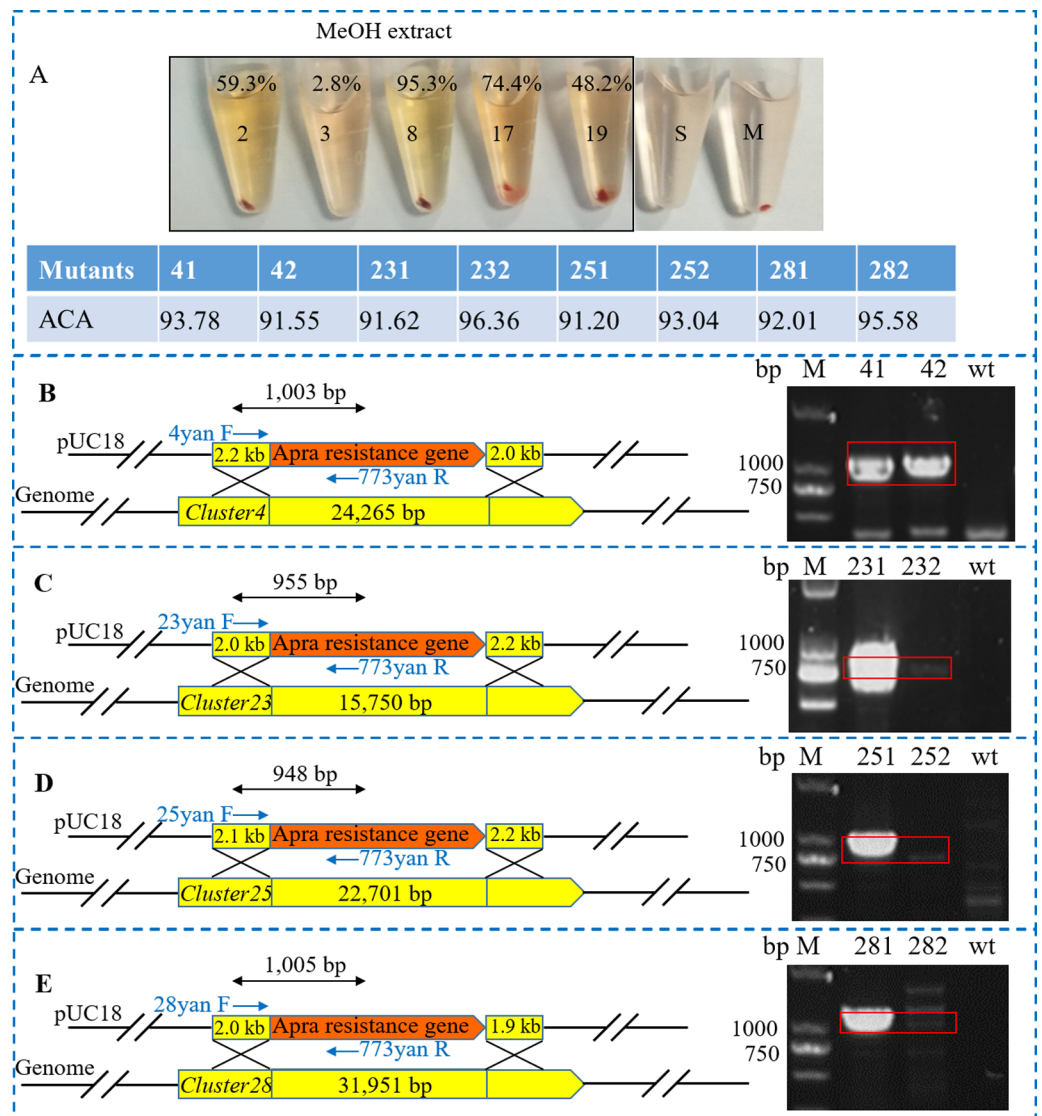 MeOH extract
A
59.3% 2.8% 95.3% 74.4% 48.2%
2 3 8 17 19 S M
Mutants 41 42 231 232 251 252 281 282
ACA 93.78 91.55 91.62 96.36 91.20 93.04 92.01 95.58
B
1,003 bp
4yan F
pUC18
2.2 kb Apra resistance gene 2.0 kb
773yan R
Genome
Cluster4 24,265 bp
bp M 41 42 wt
1000
750
C
955 bp
23yan F
pUC18
2.0 kb Apra resistance gene 2.2 kb
773yan R
Genome
Cluster23 15,750 bp
bp M 231 232 wt
1000
750
D
948 bp
25yan F
pUC18
2.1 kb Apra resistance gene 2.2 kb
773yan R
Genome
Cluster25 22,701 bp
bp M 251 252 wt
1000
750
E
1,005 bp
28yan F
pUC18
2.0 kb Apra resistance gene 1.9 kb
773yan R
Genome
Cluster28 31,951 bp
bp M 281 282 wt
1000
750